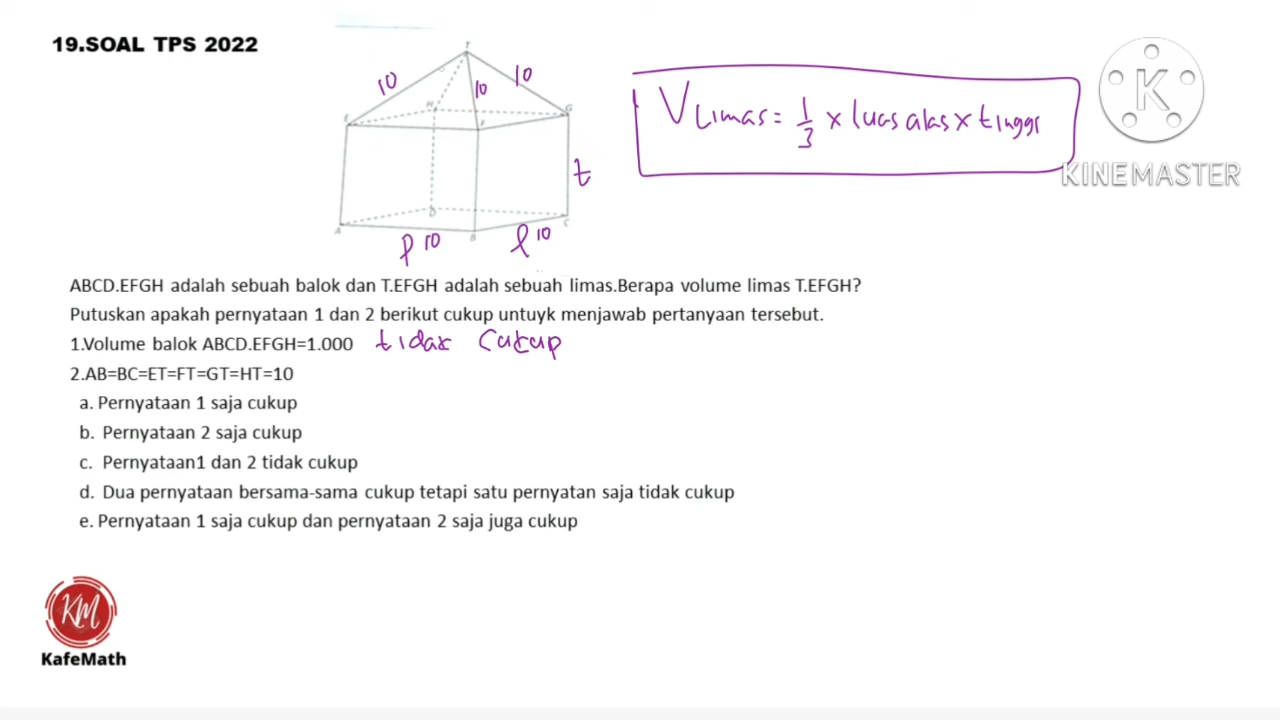 19.SOAL TPS 2022
T
10
10
10
H
G
E
F
t
D
A
B
C
p 10
l 10
V Limas = 1/3 x luas alas x tinggi
K
KINEMASTER
ABCD.EFGH adalah sebuah balok dan T.EFGH adalah sebuah limas.Berapa volume limas T.EFGH?
Putuskan apakah pernyataan 1 dan 2 berikut cukup untuyk menjawab pertanyaan tersebut.
1.Volume balok ABCD.EFGH=1.000 tidak cukup
2.AB=BC=ET=FT=GT=HT=10
a. Pernyataan 1 saja cukup
b. Pernyataan 2 saja cukup
c. Pernyataan1 dan 2 tidak cukup
d. Dua pernyataan bersama-sama cukup tetapi satu pernyatan saja tidak cukup
e. Pernyataan 1 saja cukup dan pernyataan 2 saja juga cukup
KM
KafeMath